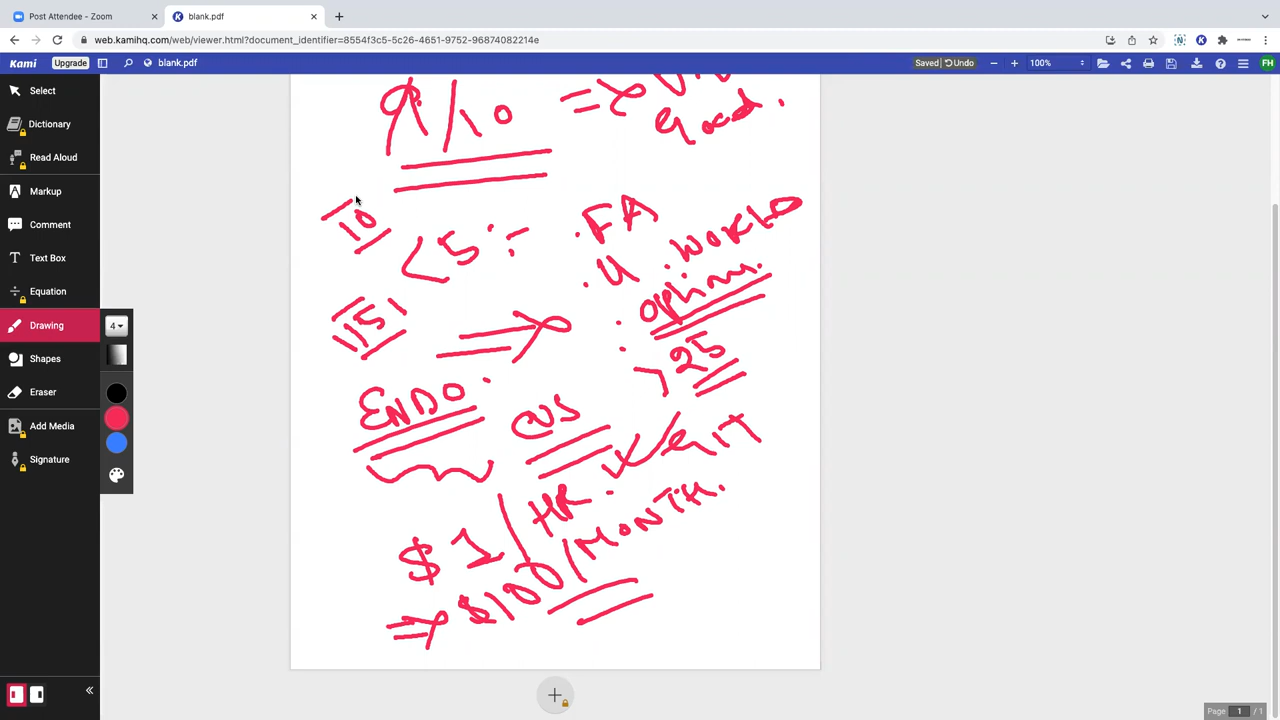 Post Attendee - Zoom
blank.pdf
web.kamihq.com/web/viewer.html?document_identifier=8554f3c5-5c26-4651-9752-96874082214e
Kami
Upgrade
blank.pdf
Saved
Undo
100%
FH
Select
Dictionary
Read Aloud
Markup
Comment
Text Box
Equation
Drawing
Shapes
Eraser
Add Media
Signature
4
9/10 =>
Good.
10
<5 :- .FA
.U .WORLD
15
: >25
ENDO. CVS GIT
$1/HR.
=> $100/MONTH.
Page 1 / 1